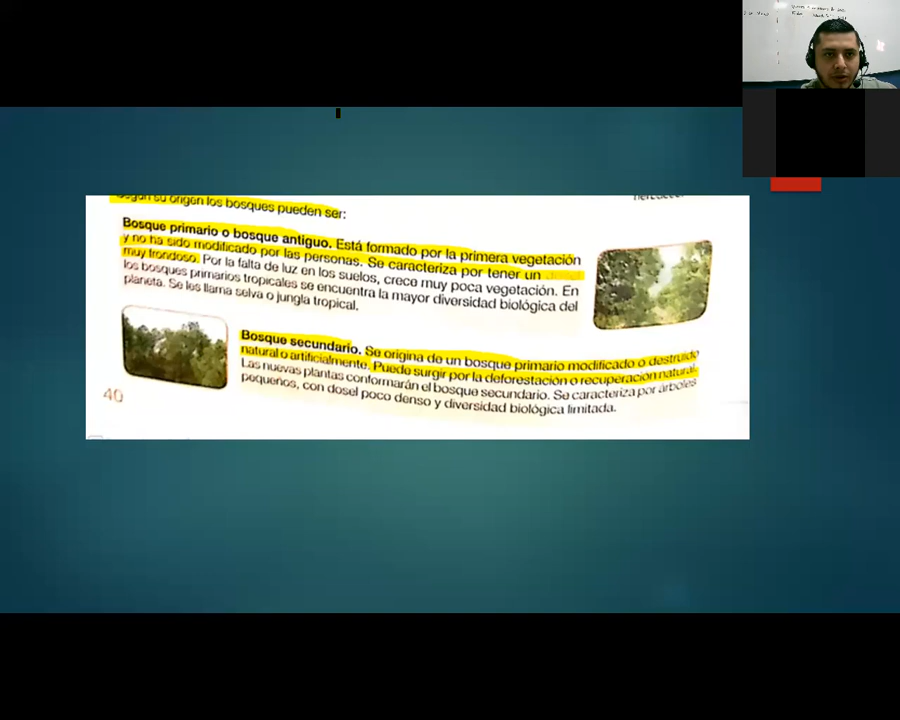 Según su origen los bosques pueden ser:
Bosque primario o bosque antiguo. Está formado por la primera vegetación
y no ha sido modificado por las personas. Se caracteriza por tener un
muy frondoso. Por la falta de luz en los suelos, crece muy poca vegetación. En
los bosques primarios tropicales se encuentra la mayor diversidad biológica del
planeta. Se les llama selva o jungla tropical.
Bosque secundario. Se origina de un bosque primario modificado o destruido
natural o artificialmente. Puede surgir por la deforestación o recuperación natural.
Las nuevas plantas conformarán el bosque secundario. Se caracteriza por árboles
pequeños, con dosel poco denso y diversidad biológica limitada.
40